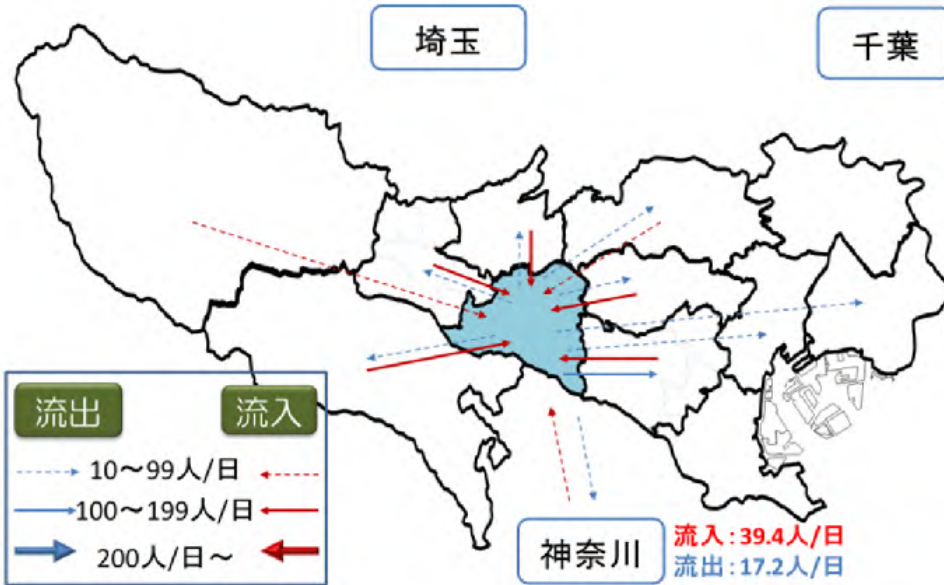 埼玉
千葉
流出
流入
10～99人/日
100～199人/日
200人/日～
神奈川
流入：39.4人/日
流出：17.2人/日